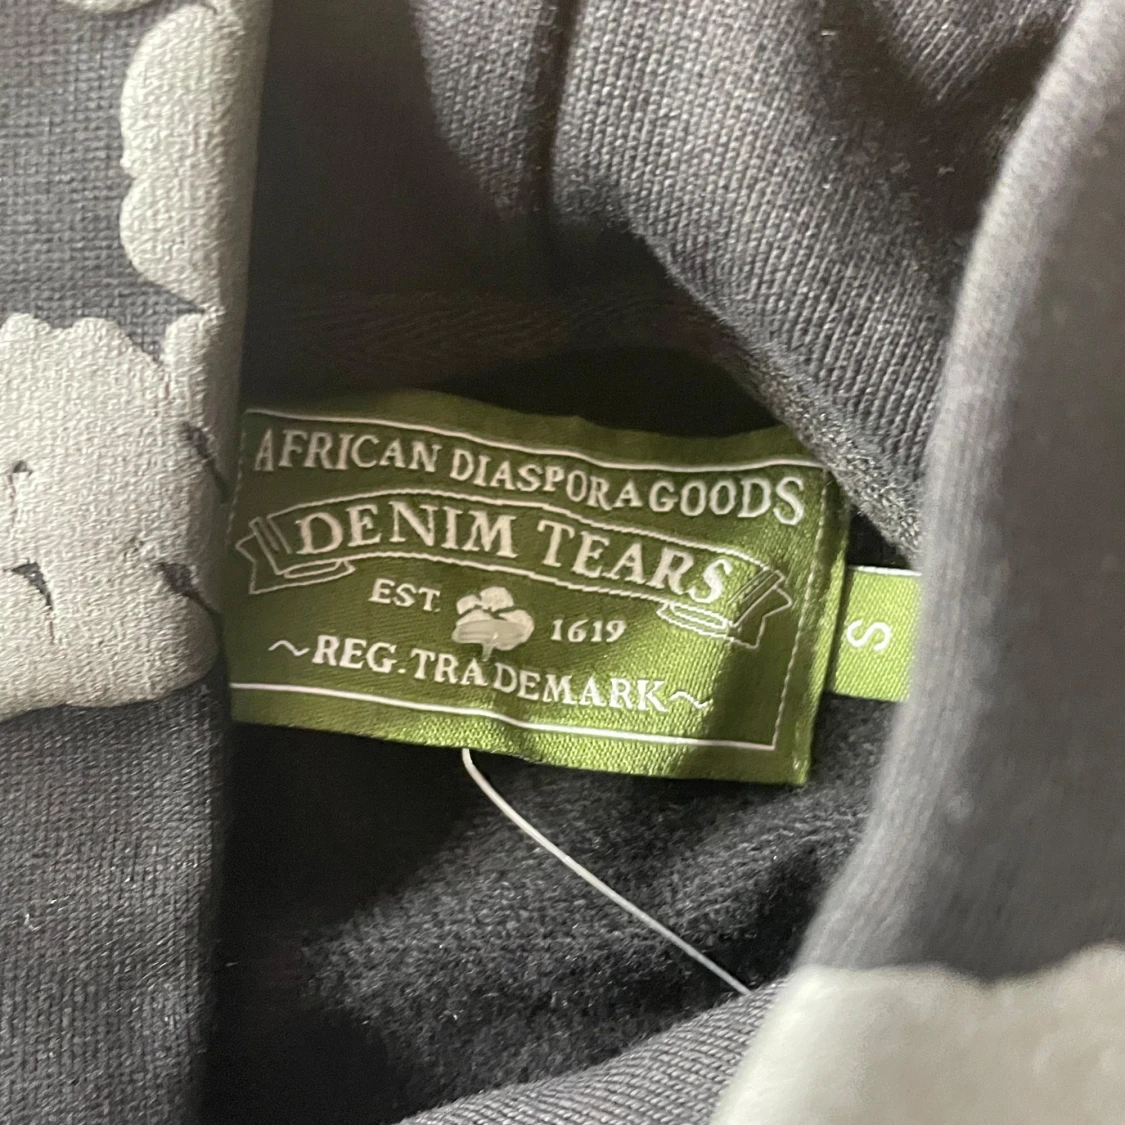 AFRICAN DIASPORA GOODS
DENIM TEARS
EST. 1619
~REG.TRADEMARK~
S